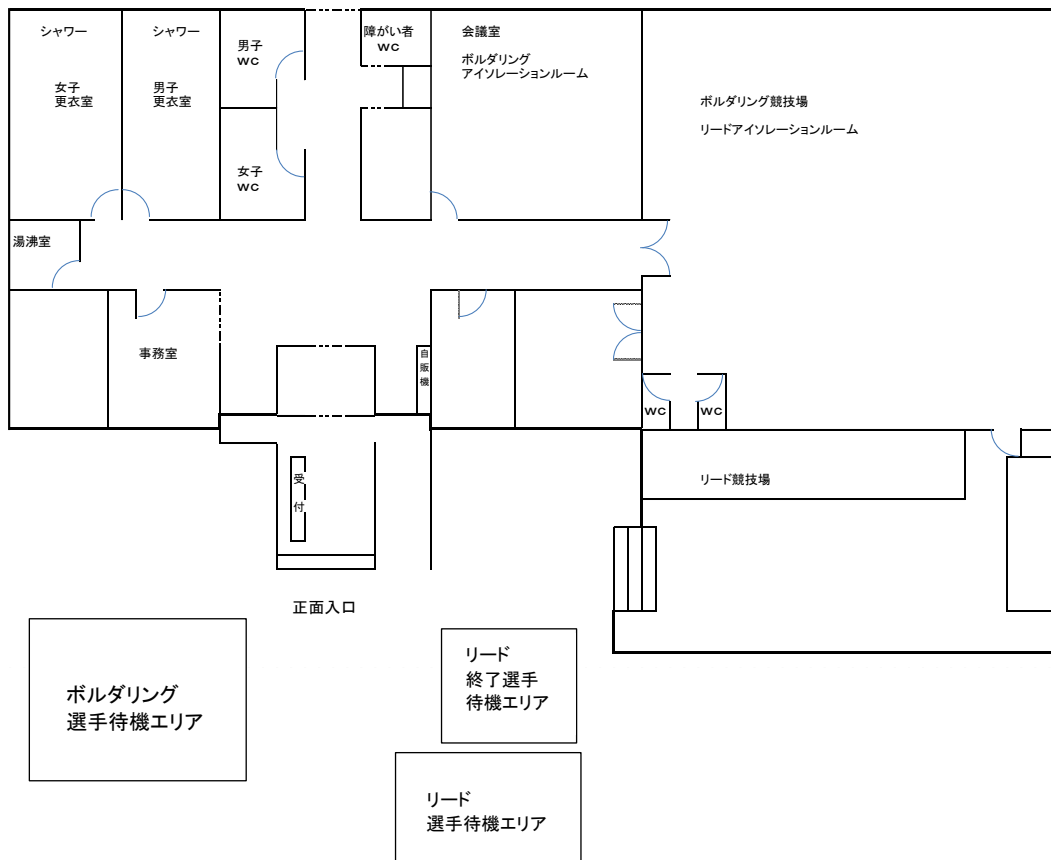 シャワー
女子
更衣室
シャワー
男子
更衣室
男子
WC
女子
WC
障がい者
WC
会議室
ボルダリング
アイソレーションルーム
ボルダリング競技場
リードアイソレーションルーム
湯沸室
事務室
自販機
WC
WC
リード競技場
受付
正面入口
ボルダリング
選手待機エリア
リード
終了選手
待機エリア
リード
選手待機エリア